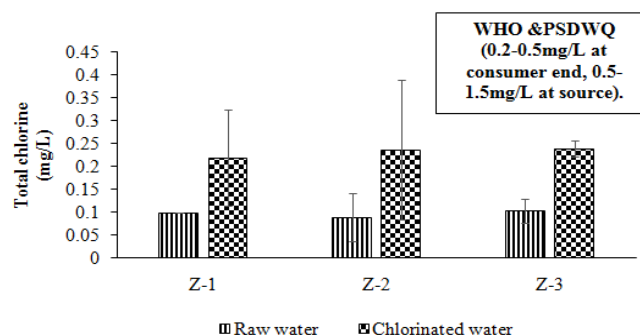 WHO &PSDWQ
(0.2-0.5mg/L at
consumer end, 0.5-
1.5mg/L at source).
Total chlorine
(mg/L)
0.45
0.4
0.35
0.3
0.25
0.2
0.15
0.1
0.05
0
Z-1 Z-2 Z-3
Raw water Chlorinated water